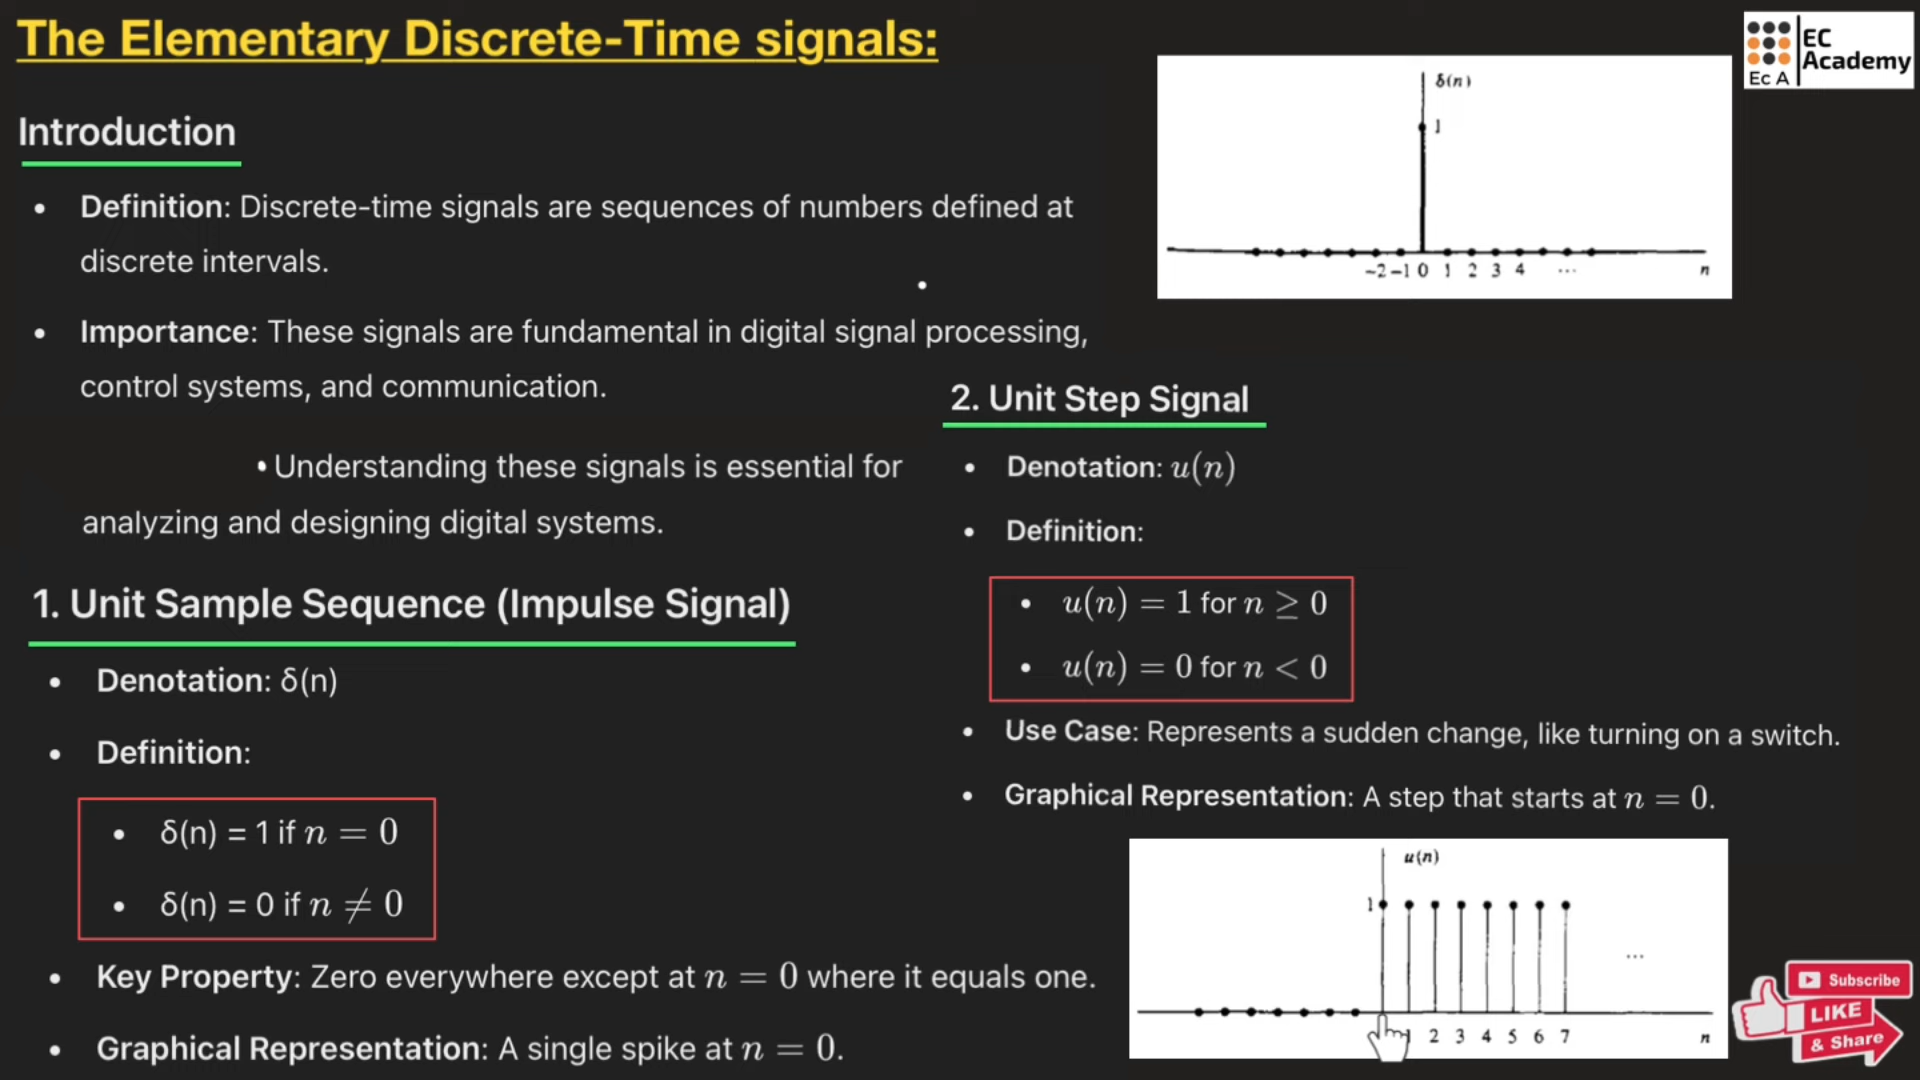 The Elementary Discrete-Time signals:
EC
Academy
Ec A
Introduction
• Definition: Discrete-time signals are sequences of numbers defined at
discrete intervals.
• Importance: These signals are fundamental in digital signal processing,
control systems, and communication.
• Understanding these signals is essential for
analyzing and designing digital systems.
1. Unit Sample Sequence (Impulse Signal)
• Denotation: δ(n)
• Definition:
• δ(n) = 1 if n = 0
• δ(n) = 0 if n ≠ 0
• Key Property: Zero everywhere except at n = 0 where it equals one.
• Graphical Representation: A single spike at n = 0.
δ(n)
1
-2 -1 0 1 2 3 4 ... n
2. Unit Step Signal
• Denotation: u(n)
• Definition:
• u(n) = 1 for n ≥ 0
• u(n) = 0 for n < 0
• Use Case: Represents a sudden change, like turning on a switch.
• Graphical Representation: A step that starts at n = 0.
u(n)
1
...
1 2 3 4 5 6 7 n
Subscribe
LIKE
& Share